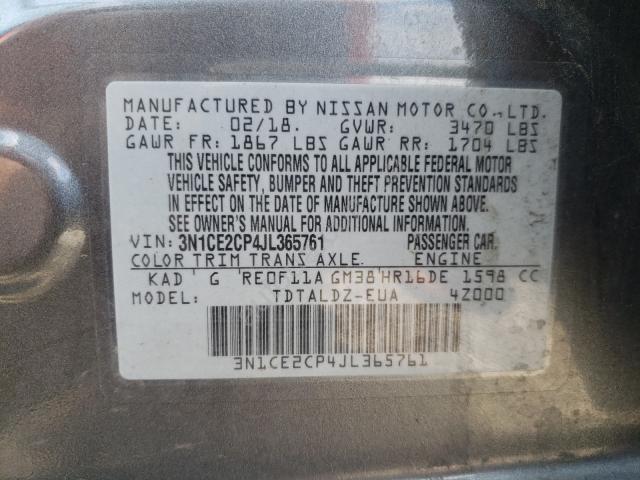 MANUFACTURED BY NISSAN MOTOR CO., LTD.
DATE: 02/18. GVWR: 3470 LBS
GAWR FR: 1867 LBS GAWR RR: 1704 LBS
THIS VEHICLE CONFORMS TO ALL APPLICABLE FEDERAL MOTOR
VEHICLE SAFETY, BUMPER AND THEFT PREVENTION STANDARDS
IN EFFECT ON THE DATE OF MANUFACTURE SHOWN ABOVE.
SEE OWNER'S MANUAL FOR ADDITIONAL INFORMATION.
VIN: 3N1CE2CP4JL365761 PASSENGER CAR.
COLOR TRIM TRANS AXLE ENGINE
KAD G RE0F11A GM38 HR16DE 1598 CC
MODEL: TDTALDZ-EUA 4Z000
3N1CE2CP4JL365761